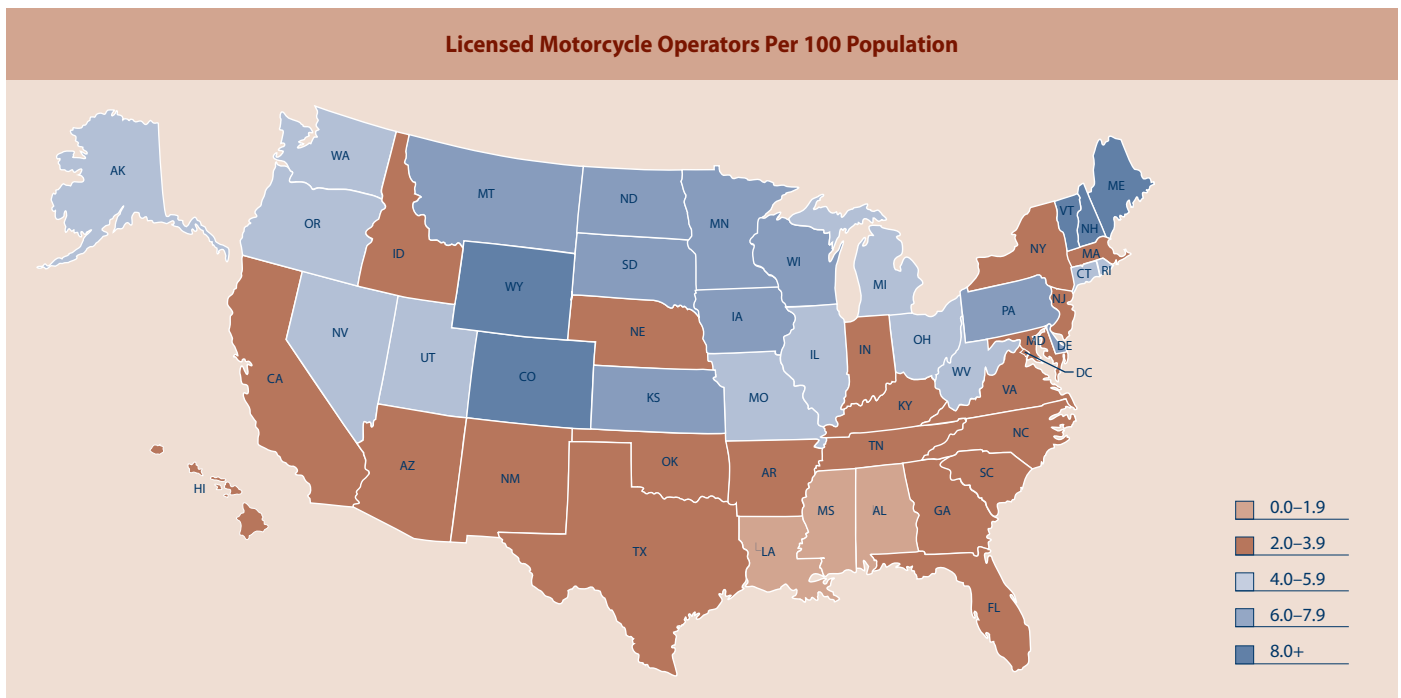 Licensed Motorcycle Operators Per 100 Population
AK
WA
MT
ND
MN
ME
VT
NH
OR
ID
SD
WI
NY
MA
CT
RI
WY
MI
IA
PA
NJ
NV
UT
NE
IL
IN
OH
MD
DE
DC
CA
CO
KS
MO
WV
VA
KY
NC
TN
AZ
NM
OK
AR
SC
HI
MS
AL
GA
TX
LA
FL
0.0–1.9
2.0–3.9
4.0–5.9
6.0–7.9
8.0+